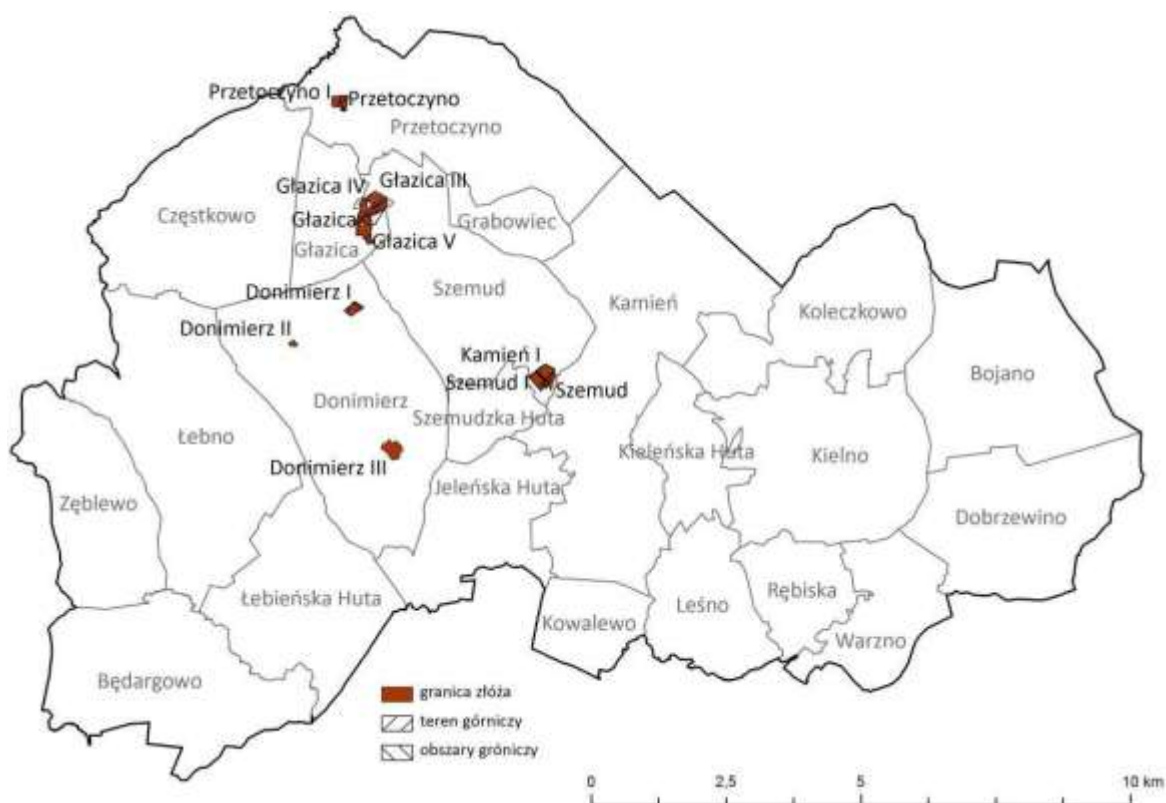 Przetoczyno I
Przetoczyno
Przetoczyno
Głazica IV
Głazica III
Częstkowo
Głazica
Grabowiec
Głazica
Głazica V
Donimierz I
Szemud
Kamień
Koleczkowo
Donimierz II
Kamień I
Szemud I
Szemud
Bojano
Donimierz
Szemudzka Huta
Łebno
Kieleńska Huta
Kielno
Donimierz III
Jeleńska Huta
Zęblewo
Dobrzewino
Łebieńska Huta
Leśno
Rębiska
Kowalewo
Warzno
Będargowo
granica złóża
teren górniczy
obszary gróniczy
0 2,5 5 10 km